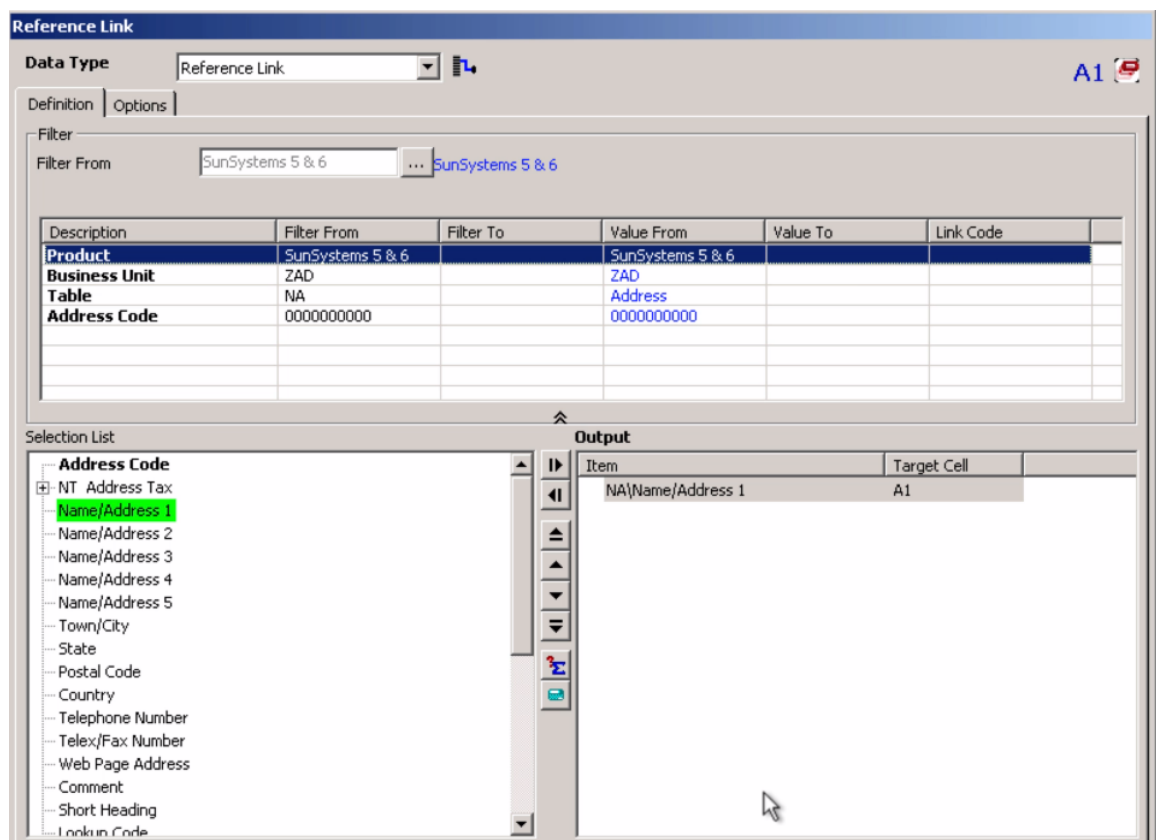 Reference Link
Data Type Reference Link A1
Definition Options
Filter
Filter From SunSystems 5 & 6 ... SunSystems 5 & 6
Description Filter From Filter To Value From Value To Link Code
Product SunSystems 5 & 6 SunSystems 5 & 6
Business Unit ZAD ZAD
Table NA Address
Address Code 0000000000 0000000000
Selection List Output
Address Code Item Target Cell
NT Address Tax NA\Name/Address 1 A1
Name/Address 1
Name/Address 2
Name/Address 3
Name/Address 4
Name/Address 5
Town/City
State
Postal Code
Country
Telephone Number
Telex/Fax Number
Web Page Address
Comment
Short Heading
Lookup Code